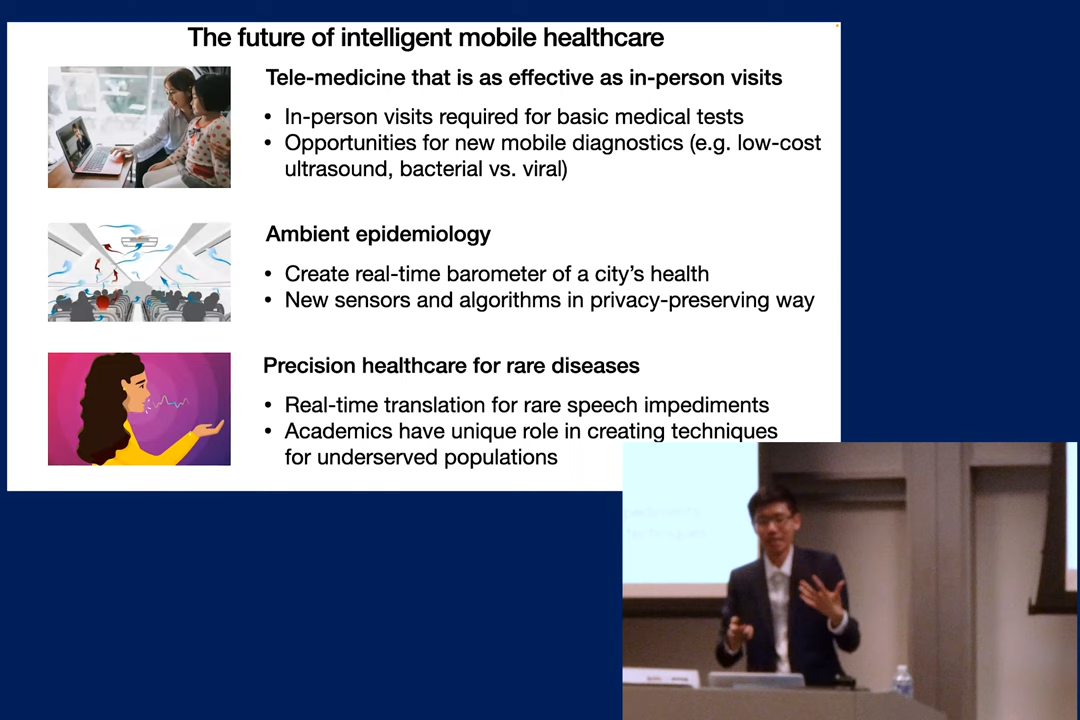 The future of intelligent mobile healthcare
Tele-medicine that is as effective as in-person visits
• In-person visits required for basic medical tests
• Opportunities for new mobile diagnostics (e.g. low-cost
ultrasound, bacterial vs. viral)
Ambient epidemiology
• Create real-time barometer of a city's health
• New sensors and algorithms in privacy-preserving way
Precision healthcare for rare diseases
• Real-time translation for rare speech impediments
• Academics have unique role in creating techniques
for underserved populations